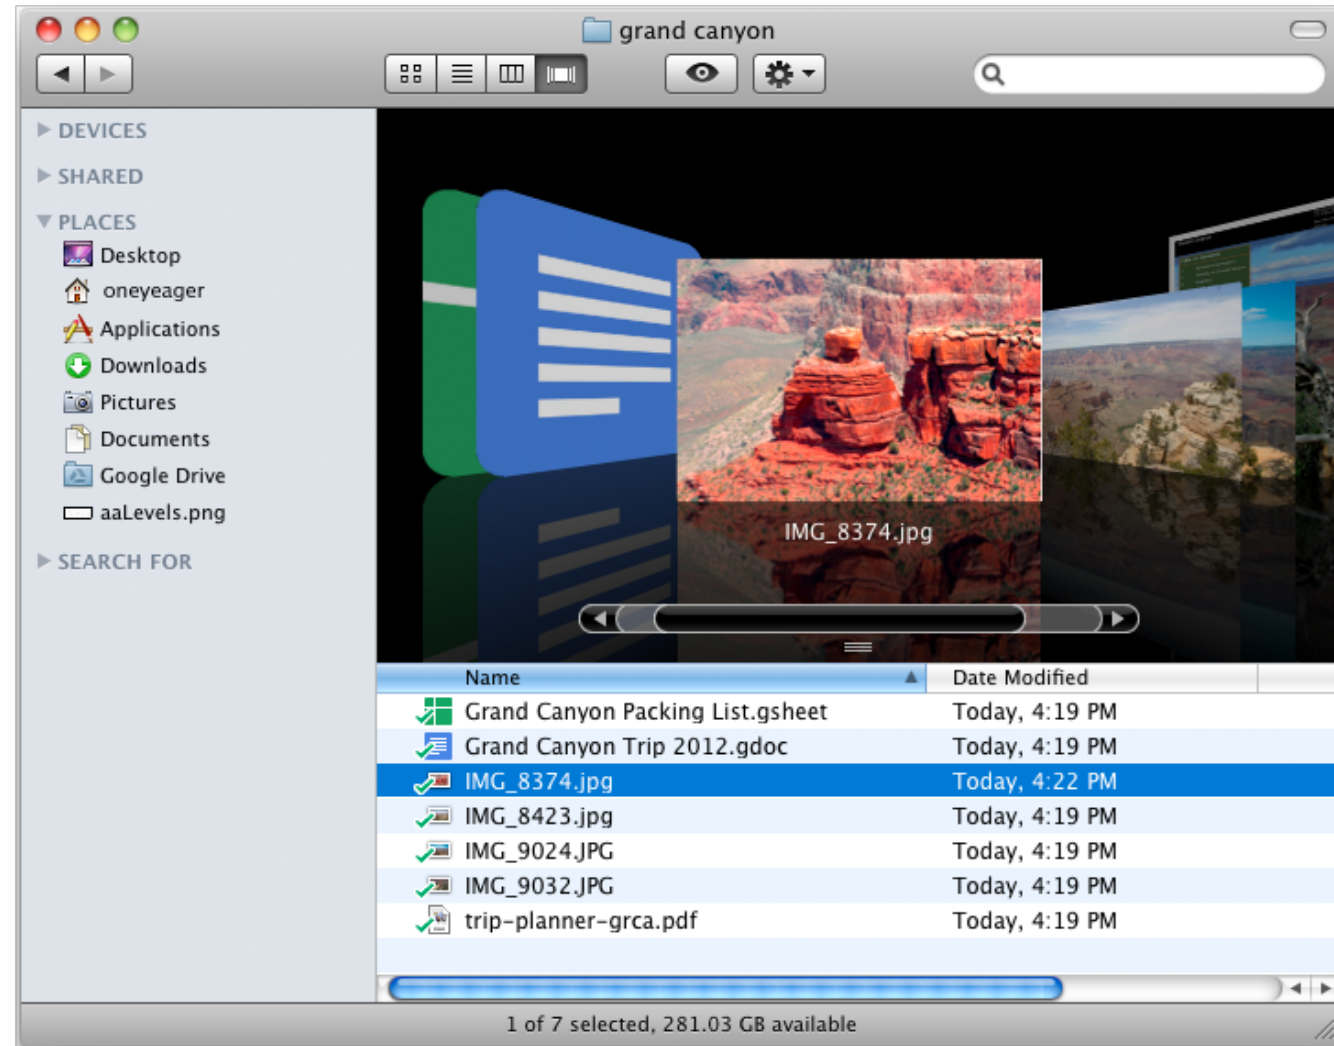 grand canyon
DEVICES
SHARED
PLACES
Desktop
oneyeager
Applications
Downloads
Pictures
Documents
Google Drive
aaLevels.png
SEARCH FOR
IMG_8374.jpg
Name Date Modified
Grand Canyon Packing List.gsheet Today, 4:19 PM
Grand Canyon Trip 2012.gdoc Today, 4:19 PM
IMG_8374.jpg Today, 4:22 PM
IMG_8423.jpg Today, 4:19 PM
IMG_9024.JPG Today, 4:19 PM
IMG_9032.JPG Today, 4:19 PM
trip-planner-grca.pdf Today, 4:19 PM
1 of 7 selected, 281.03 GB available